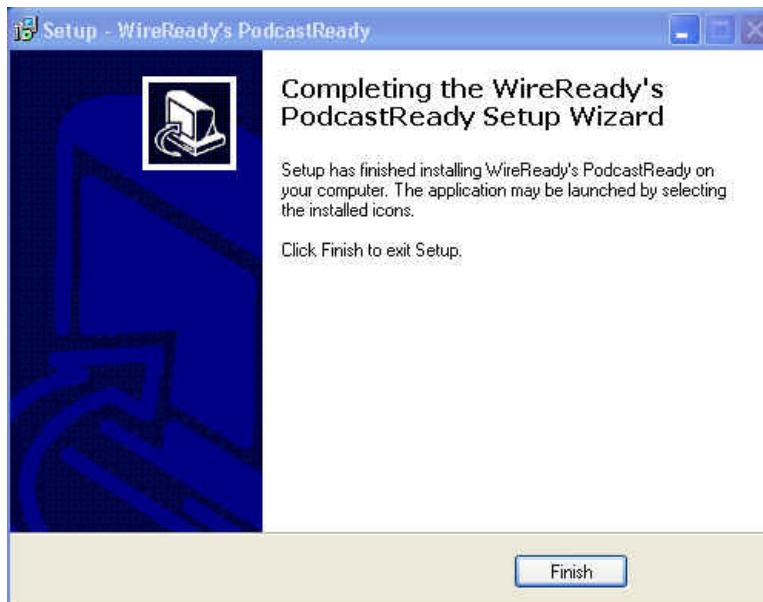 Setup - WireReady's PodcastReady
Completing the WireReady's
PodcastReady Setup Wizard
Setup has finished installing WireReady's PodcastReady on
your computer. The application may be launched by selecting
the installed icons.
Click Finish to exit Setup.
Finish